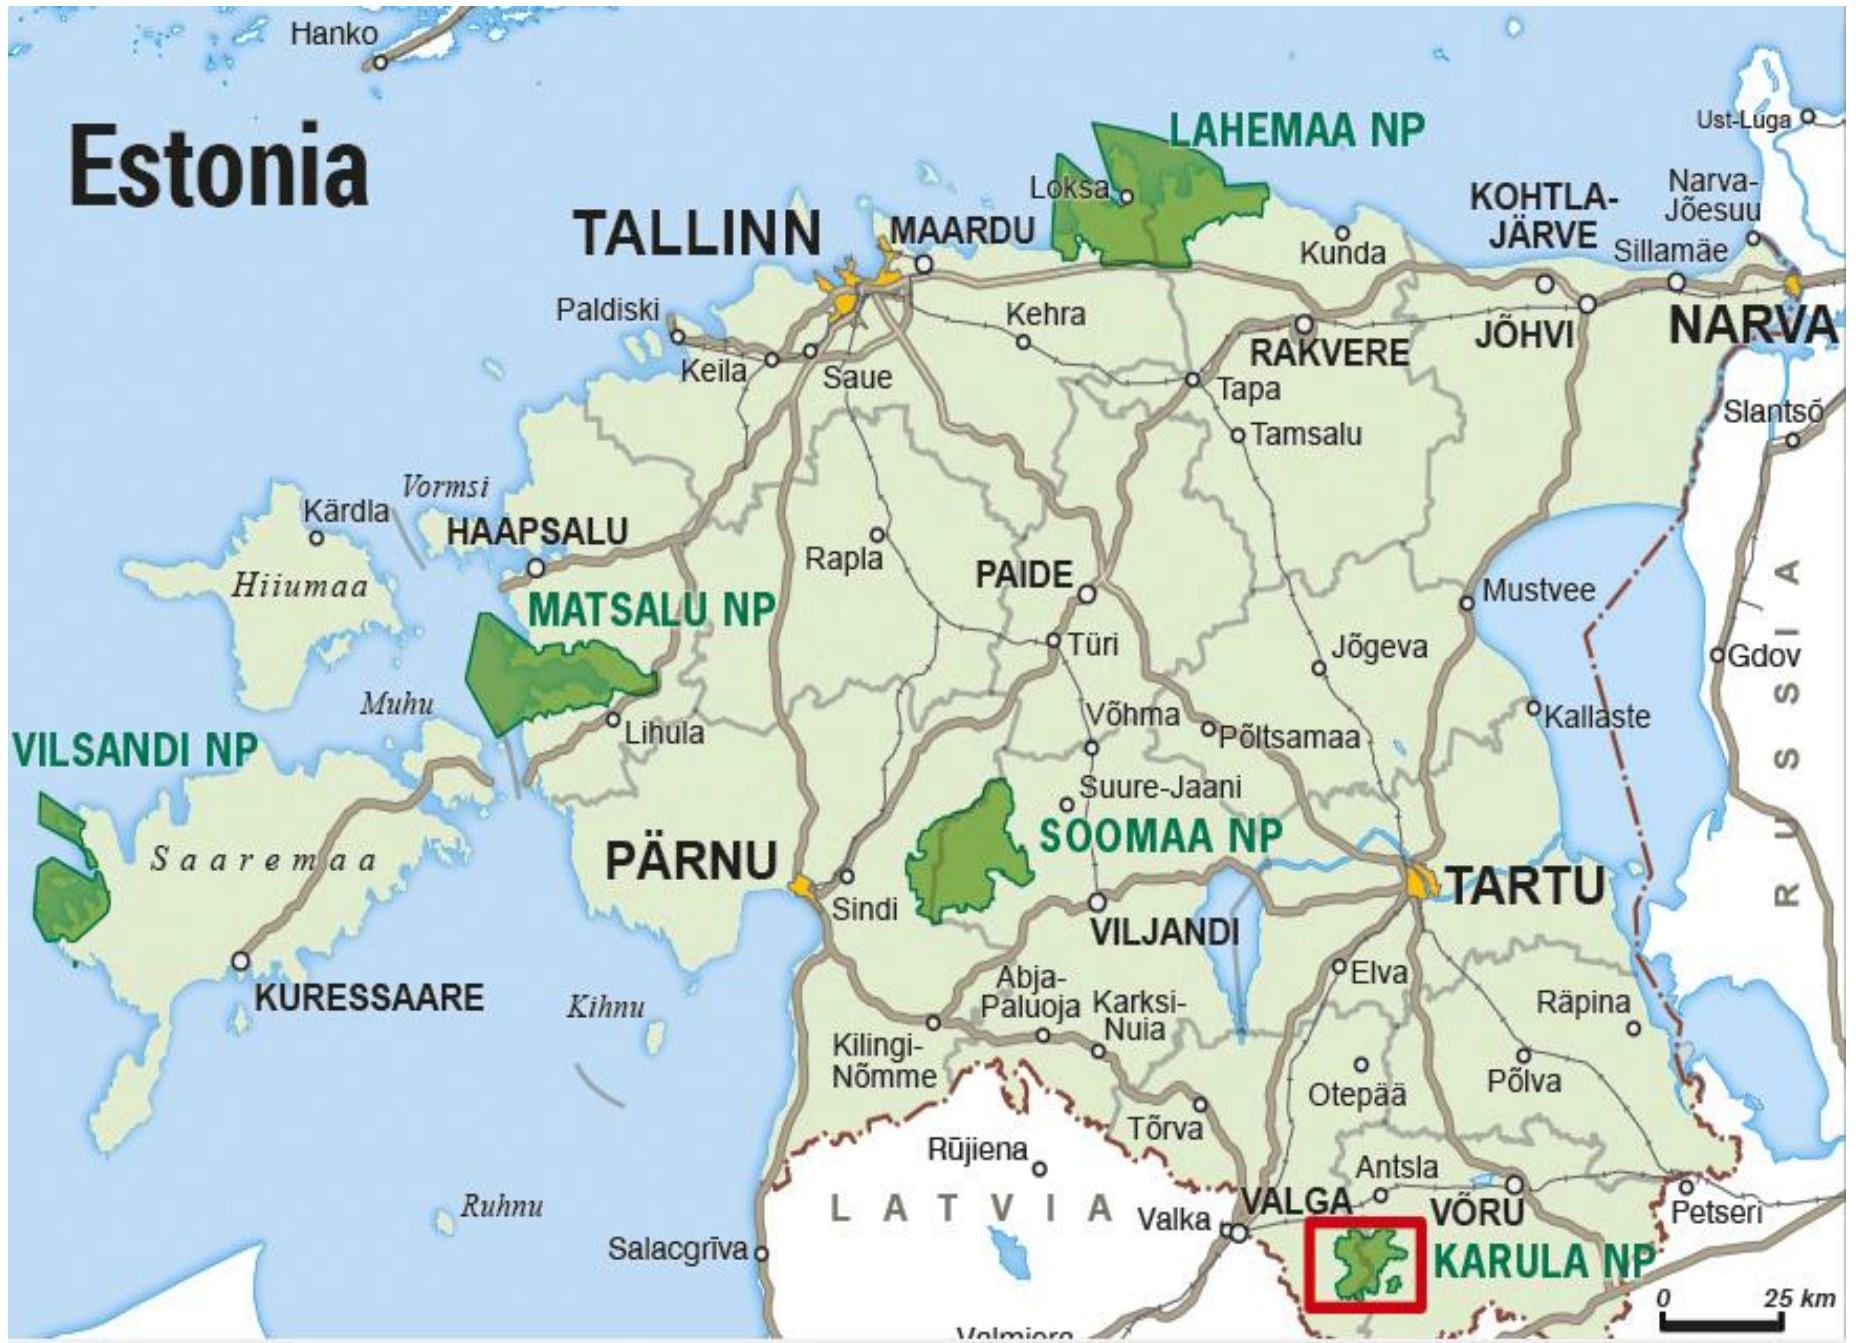 Hanko
Estonia
LAHEMAA NP
Ust-Luga
Loksa
Narva-
Jõesuu
KOHTLA-
JÄRVE
TALLINN
MAARDU
Kunda
Sillamäe
Paldiski
Kehra
NARVA
JÕHVI
RAKVERE
Keila
Saue
Tapa
Slantsõ
Tamsalu
Vormsi
Kärdla
HAAPSALU
Rapla
PAIDE
Hiiumaa
Mustvee
MATSALU NP
Türi
Jõgeva
Gdov
RUSSIA
Muhu
Võhma
Kallaste
Lihula
Põltsamaa
VILSANDI NP
Suure-Jaani
SOOMAA NP
Saaremaa
PÄRNU
TARTU
Sindi
VILJANDI
Elva
KURESSAARE
Kihnu
Abja-
Paluoja
Karksi-
Nuia
Räpina
Kilingi-
Nõmme
Põlva
Otepää
Tõrva
Rūjiena
Antsla
LATVIA
VALGA
Valka
VÕRU
Petseri
Ruhnu
Salacgrīva
KARULA NP
0 25 km